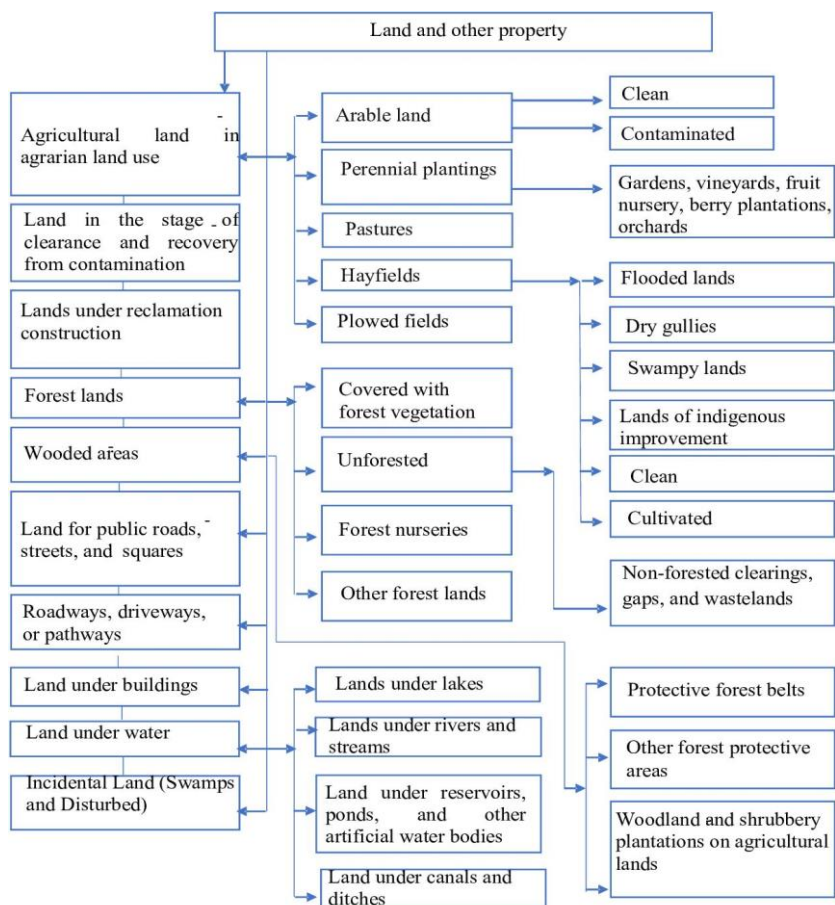 Land and other property
Agricultural land in
agrarian land use
Land in the stage of
clearance and recovery
from contamination
Lands under reclamation
construction
Forest lands
Wooded areas
Land for public roads,
streets, and squares
Roadways, driveways,
or pathways
Land under buildings
Land under water
Incidental Land (Swamps
and Disturbed)
Arable land
Perennial plantings
Pastures
Hayfields
Plowed fields
Covered with
forest vegetation
Unforested
Forest nurseries
Other forest lands
Lands under lakes
Lands under rivers and
streams
Land under reservoirs,
ponds, and other
artificial water bodies
Land under canals and
ditches
Clean
Contaminated
Gardens, vineyards, fruit
nursery, berry plantations,
orchards
Flooded lands
Dry gullies
Swampy lands
Lands of indigenous
improvement
Clean
Cultivated
Non-forested clearings,
gaps, and wastelands
Protective forest belts
Other forest protective
areas
Woodland and shrubbery
plantations on agricultural
lands